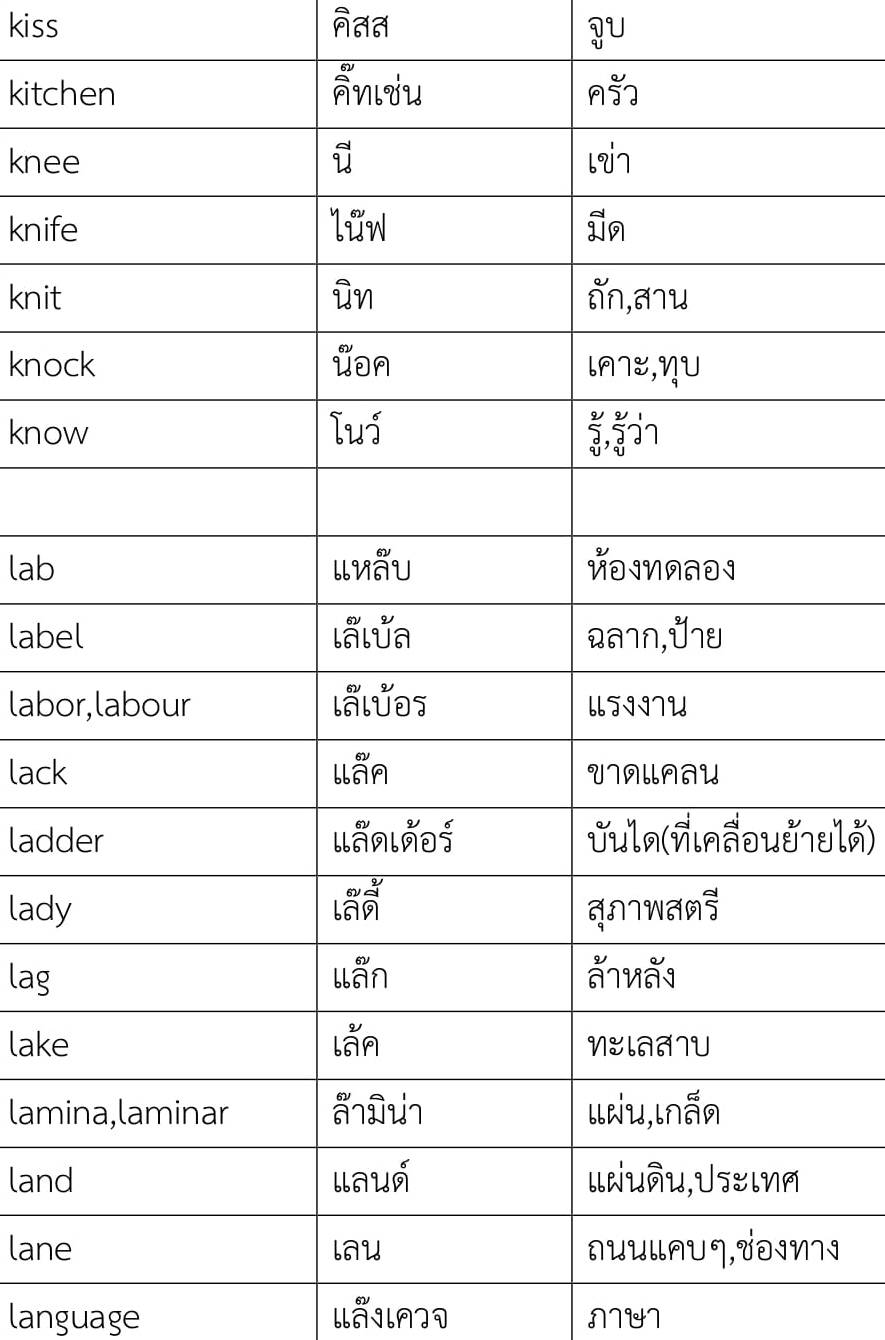 kiss คิสส จูบ
kitchen คิ๊ทเช่น ครัว
knee นี เข่า
knife ไน๊ฟ มีด
knit นิท ถัก,สาน
knock น๊อค เคาะ,ทุบ
know โนว์ รู้,รู้ว่า
lab แหล๊บ ห้องทดลอง
label เล๊เบ้ล ฉลาก,ป้าย
labor,labour เล๊เบ้อร แรงงาน
lack แล๊ค ขาดแคลน
ladder แล๊ดเด้อร์ บันได(ที่เคลื่อนย้ายได้)
lady เล๊ดี้ สุภาพสตรี
lag แล๊ก ล้าหลัง
lake เล้ค ทะเลสาบ
lamina,laminar ล๊ามิน่า แผ่น,เกล็ด
land แลนด์ แผ่นดิน,ประเทศ
lane เลน ถนนแคบๆ,ช่องทาง
language แล๊งเควจ ภาษา